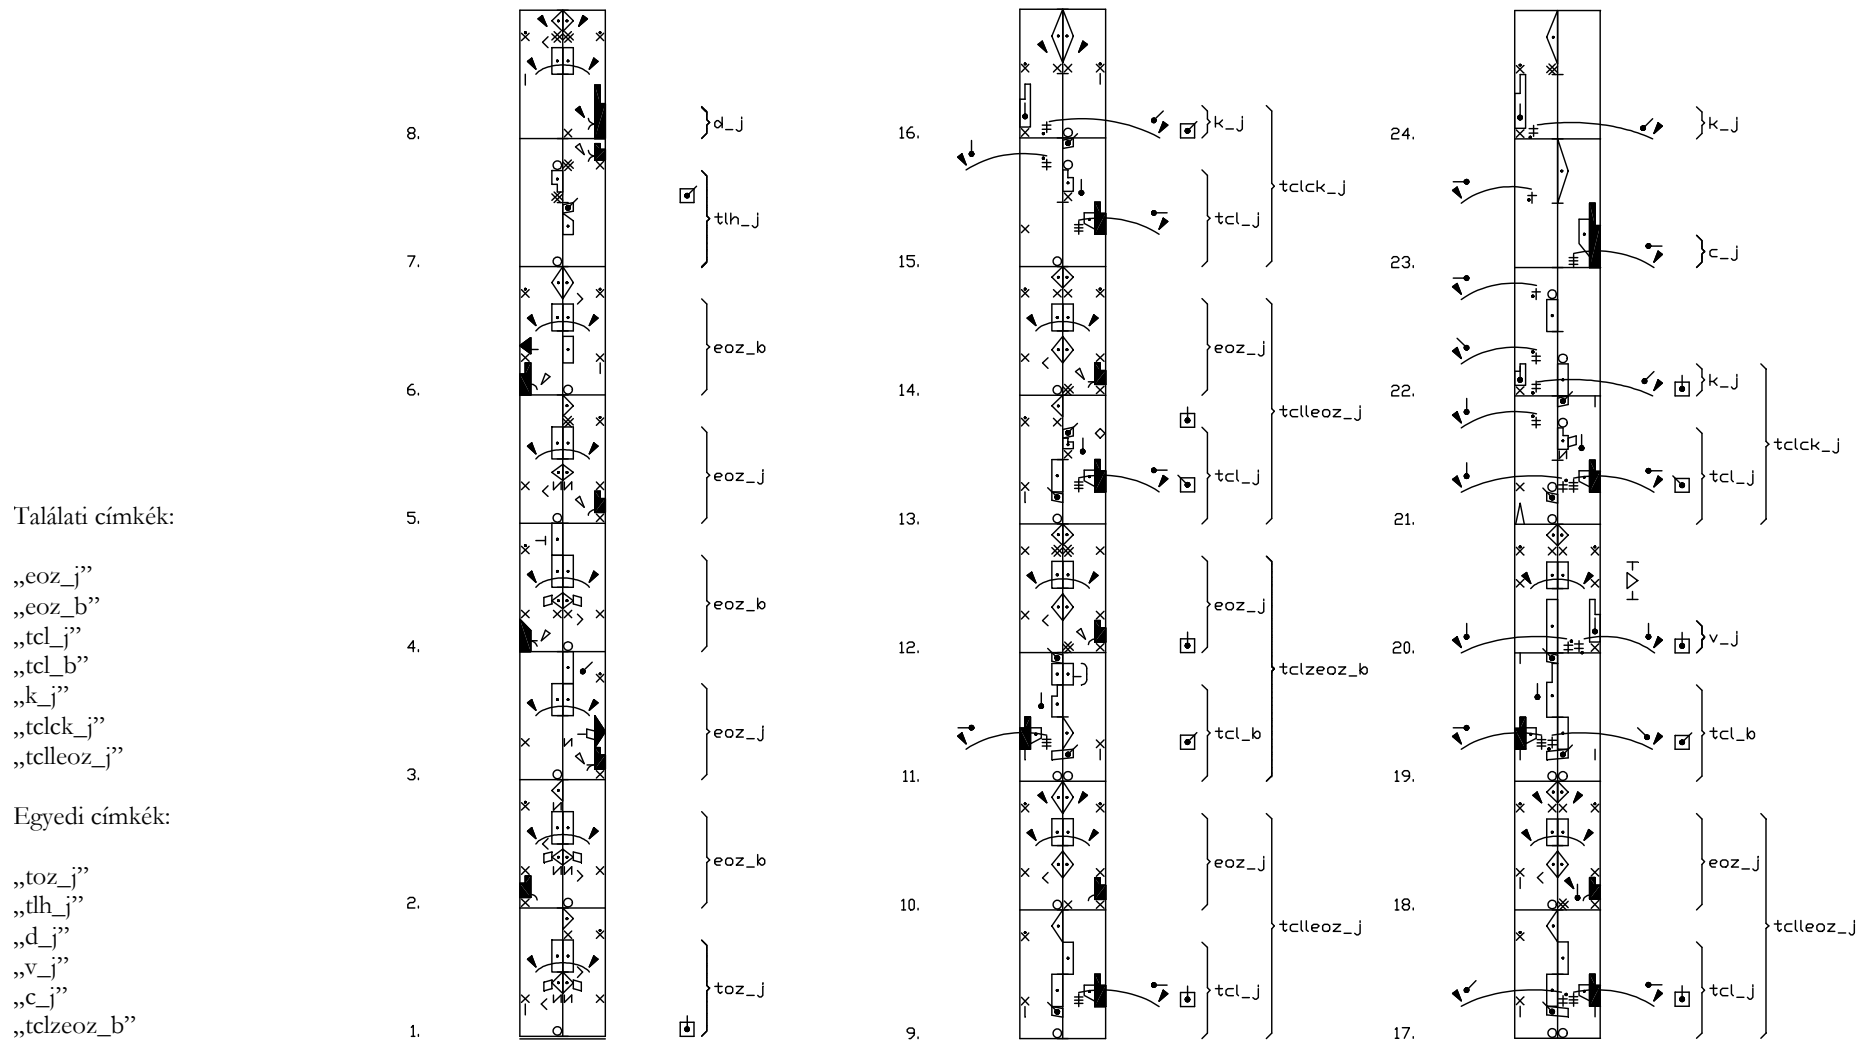 Találati címkék:
„eoz_j”
„eoz_b”
„tcl_j”
„tcl_b”
„k_j”
„tclck_j”
„tclleoz_j”
Egyedi címkék:
„toz_j”
„tlh_j”
„d_j”
„v_j”
„c_j”
„tclzeoz_b”
8.
d_j
7.
tlh_j
6.
eoz_b
5.
eoz_j
4.
eoz_b
3.
eoz_j
2.
eoz_b
1.
toz_j
16.
k_j
tclck_j
15.
tcl_j
14.
eoz_j
tclleoz_j
13.
tcl_j
12.
eoz_j
tclzeoz_b
11.
tcl_b
10.
eoz_j
tclleoz_j
9.
tcl_j
24.
k_j
23.
c_j
22.
k_j
tclck_j
21.
tcl_j
20.
v_j
19.
tcl_b
18.
eoz_j
tclleoz_j
17.
tcl_j